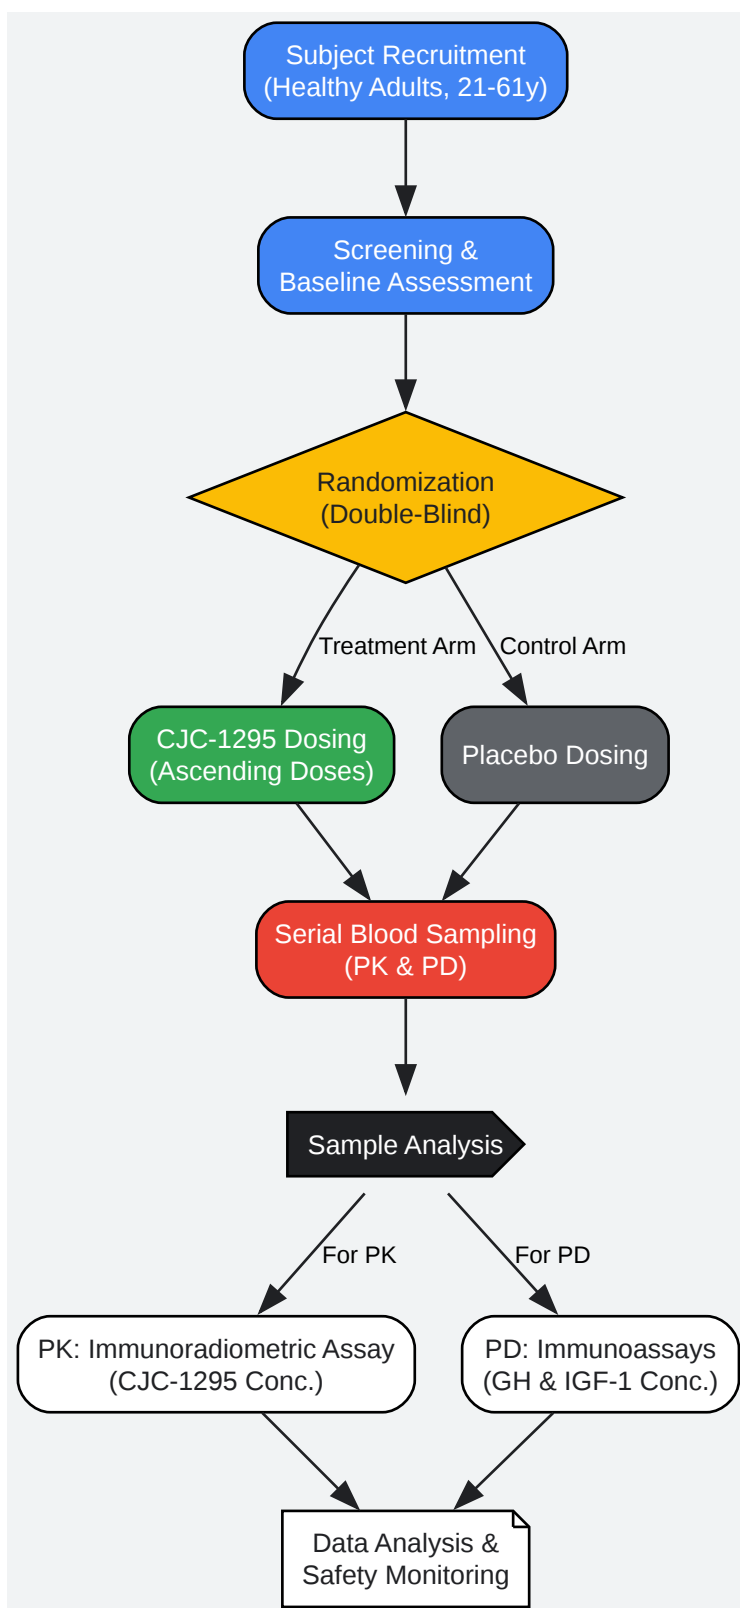 Subject Recruitment
(Healthy Adults, 21-61y)
Screening &
Baseline Assessment
Randomization
(Double-Blind)
Treatment Arm
Control Arm
CJC-1295 Dosing
(Ascending Doses)
Placebo Dosing
Serial Blood Sampling
(PK & PD)
Sample Analysis
For PK
For PD
PK: Immunoradiometric Assay
(CJC-1295 Conc.)
PD: Immunoassays
(GH & IGF-1 Conc.)
Data Analysis &
Safety Monitoring